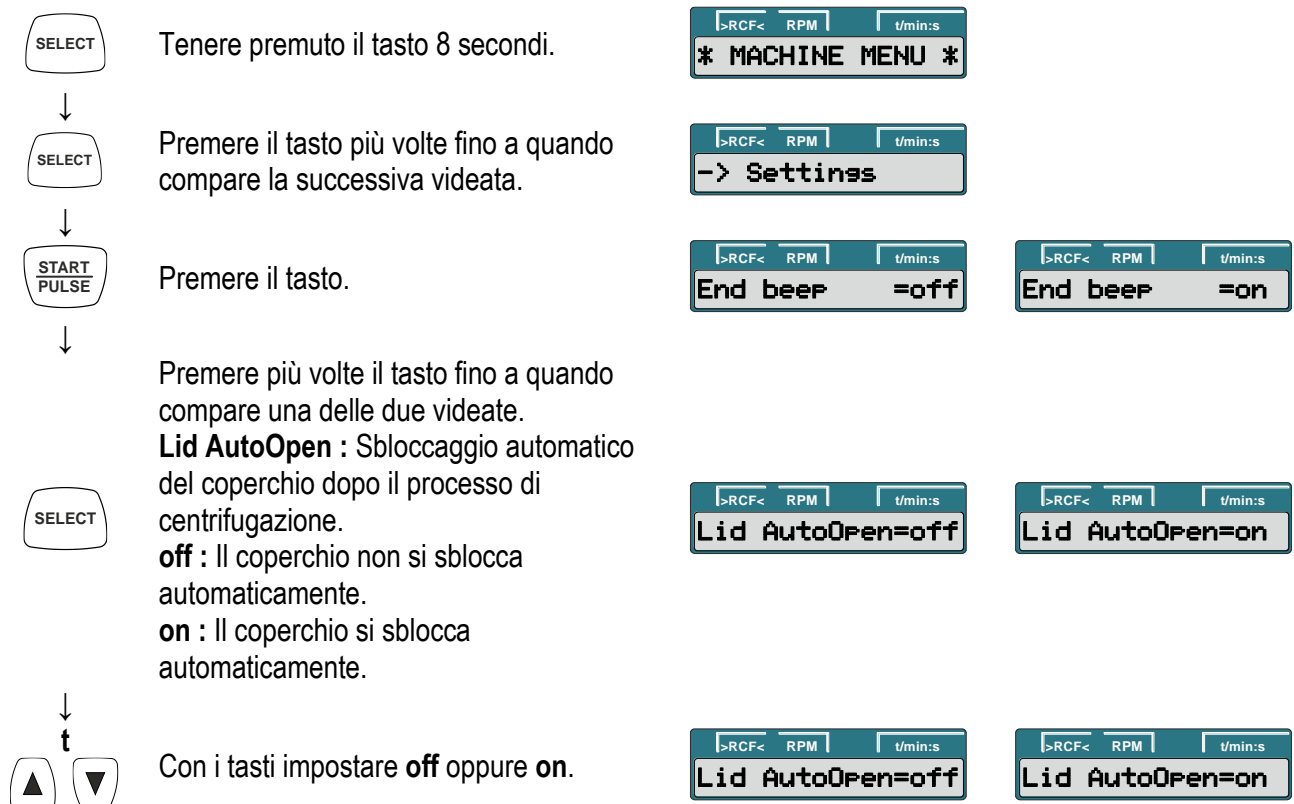 SELECT
Tenere premuto il tasto 8 secondi.
>RCF< RPM t/min:s
* MACHINE MENU *
↓
SELECT
Premere il tasto più volte fino a quando
compare la successiva videata.
>RCF< RPM t/min:s
-> Settings
↓
START
PULSE
Premere il tasto.
>RCF< RPM t/min:s
End beep =off
>RCF< RPM t/min:s
End beep =on
↓
Premere più volte il tasto fino a quando
compare una delle due videate.
Lid AutoOpen : Sbloccaggio automatico
del coperchio dopo il processo di
centrifugazione.
off : Il coperchio non si sblocca
automaticamente.
on : Il coperchio si sblocca
automaticamente.
SELECT
>RCF< RPM t/min:s
Lid AutoOpen=off
>RCF< RPM t/min:s
Lid AutoOpen=on
↓
t
▲ ▼
Con i tasti impostare off oppure on.
>RCF< RPM t/min:s
Lid AutoOpen=off
>RCF< RPM t/min:s
Lid AutoOpen=on